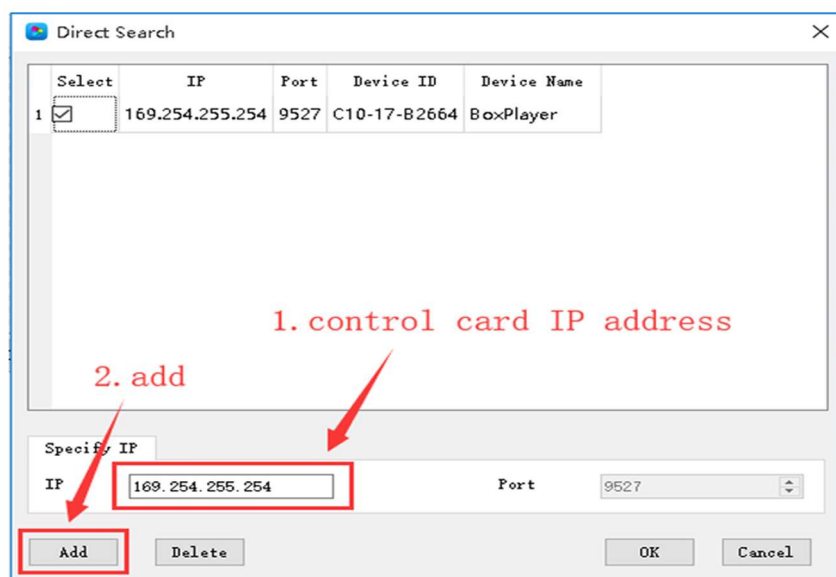 Direct Search
Select IP Port Device ID Device Name
1 169.254.255.254 9527 C10-17-B2664 BoxPlayer
1.control card IP address
2.add
Specify IP
IP 169.254.255.254 Port 9527
Add Delete OK Cancel